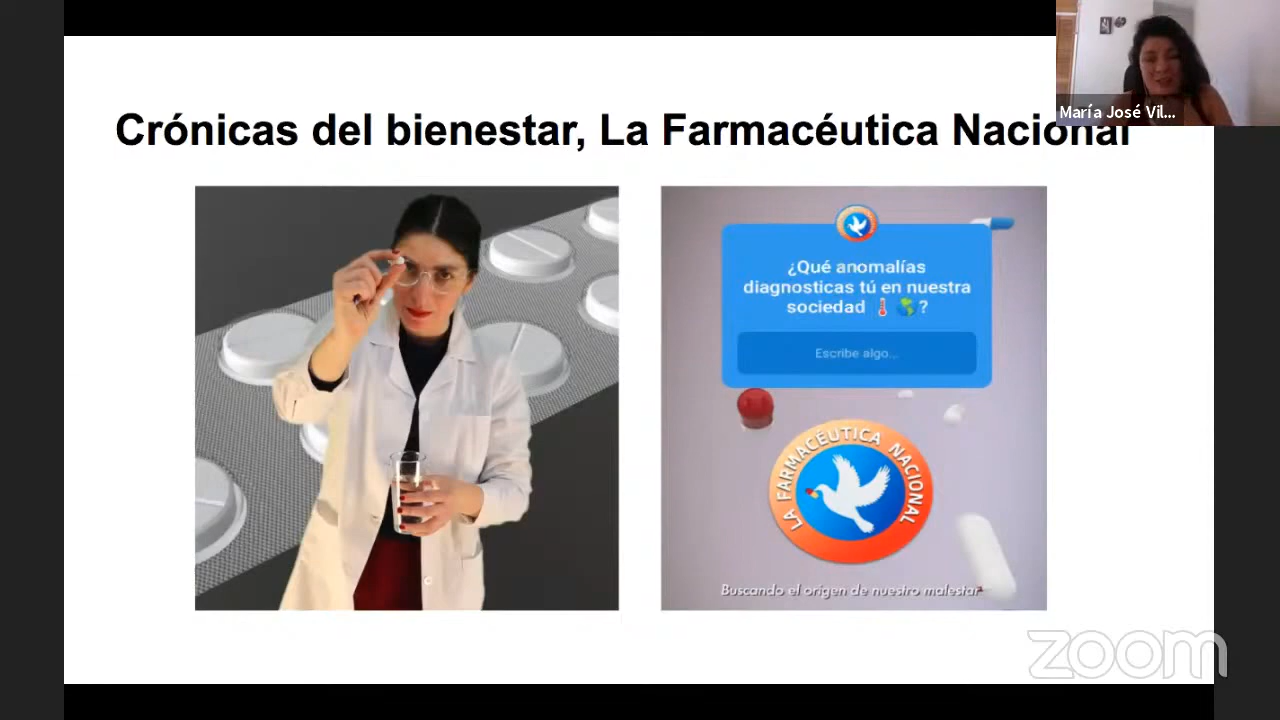 María José Vil...
Crónicas del bienestar, La Farmacéutica Nacional
¿Qué anomalías
diagnosticas tú en nuestra
sociedad 🌡️🌎?
Escribe algo...
LA FARMACÉUTICA NACIONAL
Buscando el origen de nuestro malestar
zoom